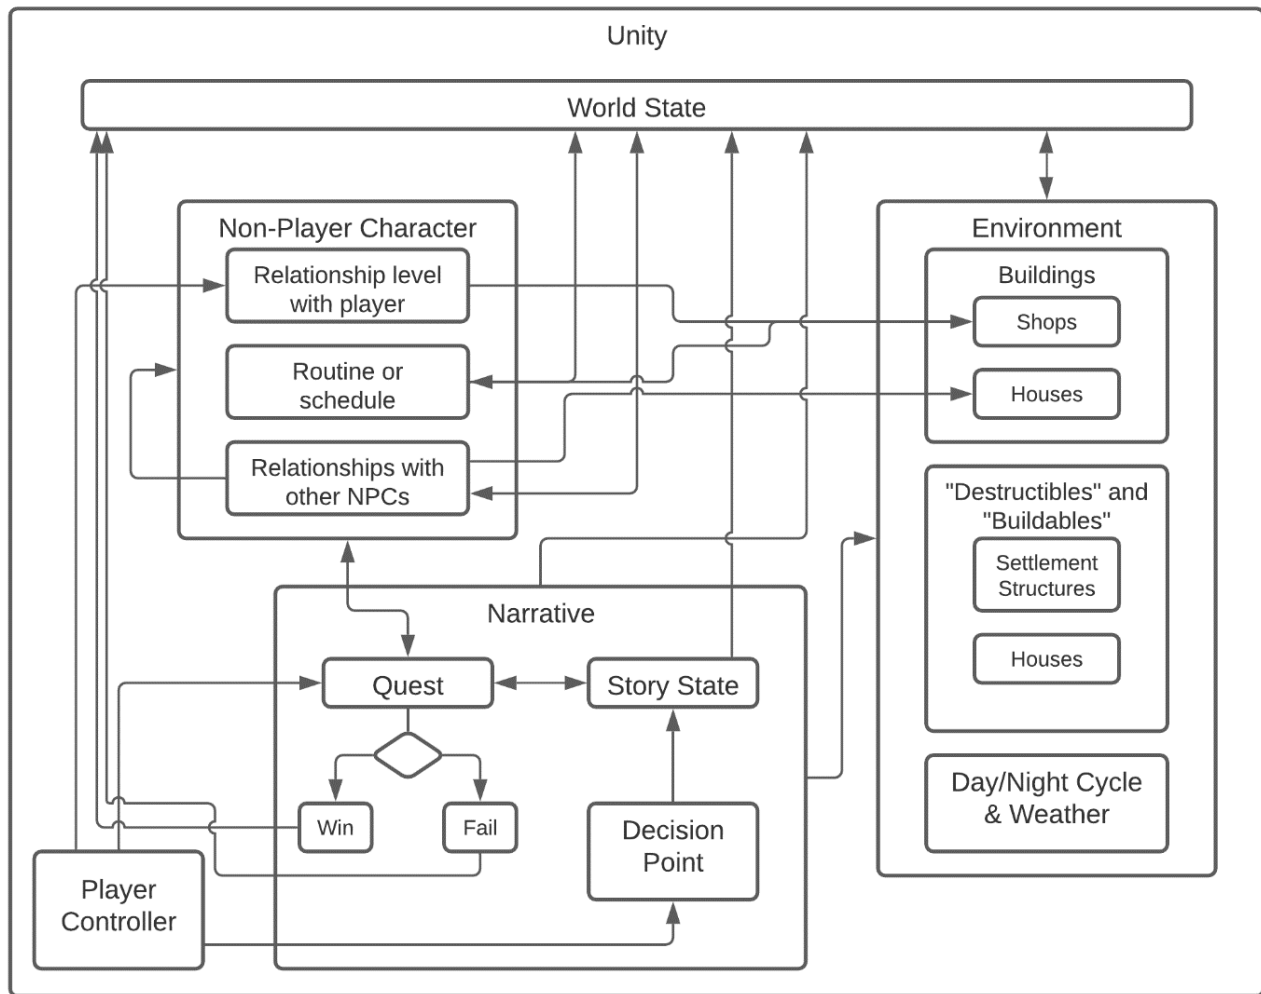 Unity
World State
Non-Player Character
Relationship level
with player
Routine or
schedule
Relationships with
other NPCs
Environment
Buildings
Shops
Houses
"Destructibles" and
"Buildables"
Settlement
Structures
Houses
Day/Night Cycle
& Weather
Narrative
Quest
Story State
Win
Fail
Decision
Point
Player
Controller